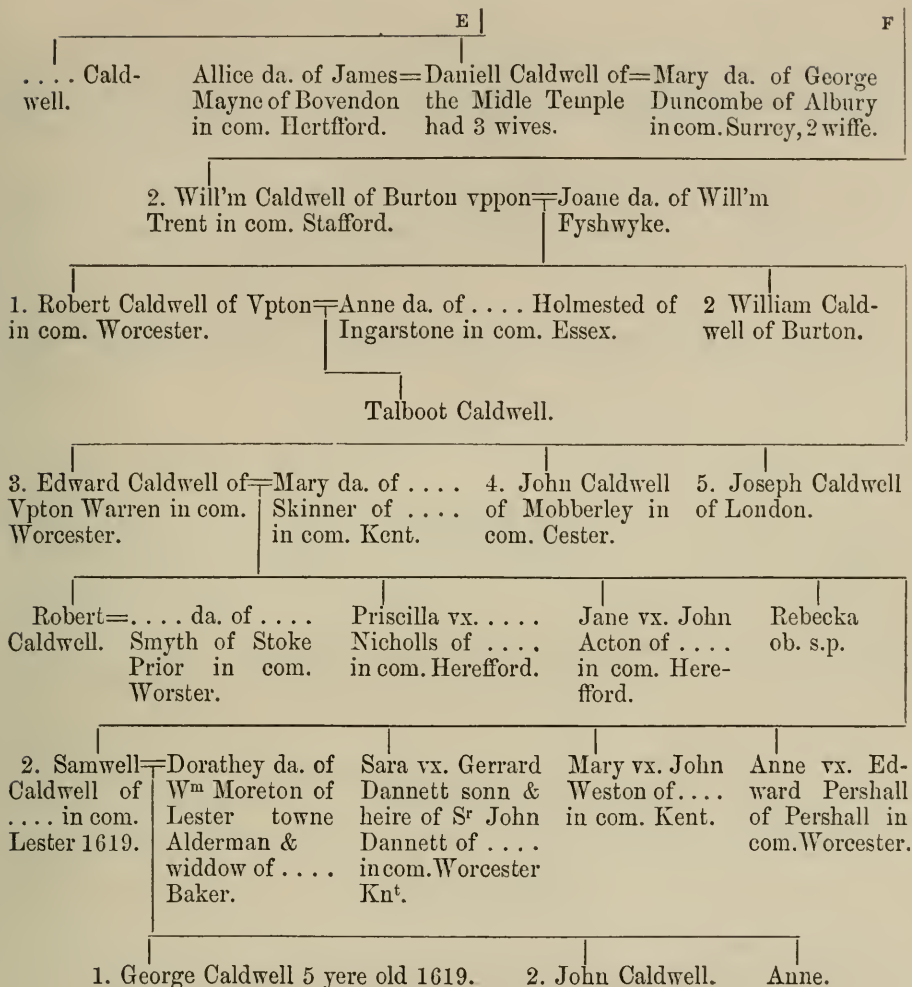 E F
. . . . Cald-
well.
Allice da. of James=Daniell Caldwell of=Mary da. of George
Mayne of Bovendon the Midle Temple Duncombe of Albury
in com. Hertfford. had 3 wives. in com. Surrey, 2 wiffe.
2. Will'm Caldwell of Burton vppon=Joane da. of Will'm
Trent in com. Stafford. Fyshwyke.
1. Robert Caldwell of Vpton=Anne da. of . . . . Holmested of
in com. Worcester. Ingarstone in com. Essex.
2 William Cald-
well of Burton.
Talboot Caldwell.
3. Edward Caldwell of=Mary da. of . . . .
Vpton Warren in com. Skinner of . . . .
Worcester. in com. Kent.
4. John Caldwell
of Mobberley in
com. Cester.
5. Joseph Caldwell
of London.
Robert=. . . . da. of . . . .
Caldwell. Smyth of Stoke
Prior in com.
Worster.
Priscilla vx. . . . . .
Nicholls of . . . .
in com. Herefford.
Jane vx. John
Acton of . . . .
in com. Here-
fford.
Rebecka
ob. s.p.
2. Samwell=Dorathey da. of
Caldwell of Wm Moreton of
. . . . in com. Lester towne
Lester 1619. Alderman &
widdow of . . . .
Baker.
Sara vx. Gerrard
Dannett sonn &
heire of Sr John
Dannett of . . . .
in com. Worcester
Knt.
Mary vx. John
Weston of . . . .
in com. Kent.
Anne vx. Ed-
ward Pershall
of Pershall in
com. Worcester.
1. George Caldwell 5 yere old 1619. 2. John Caldwell. Anne.